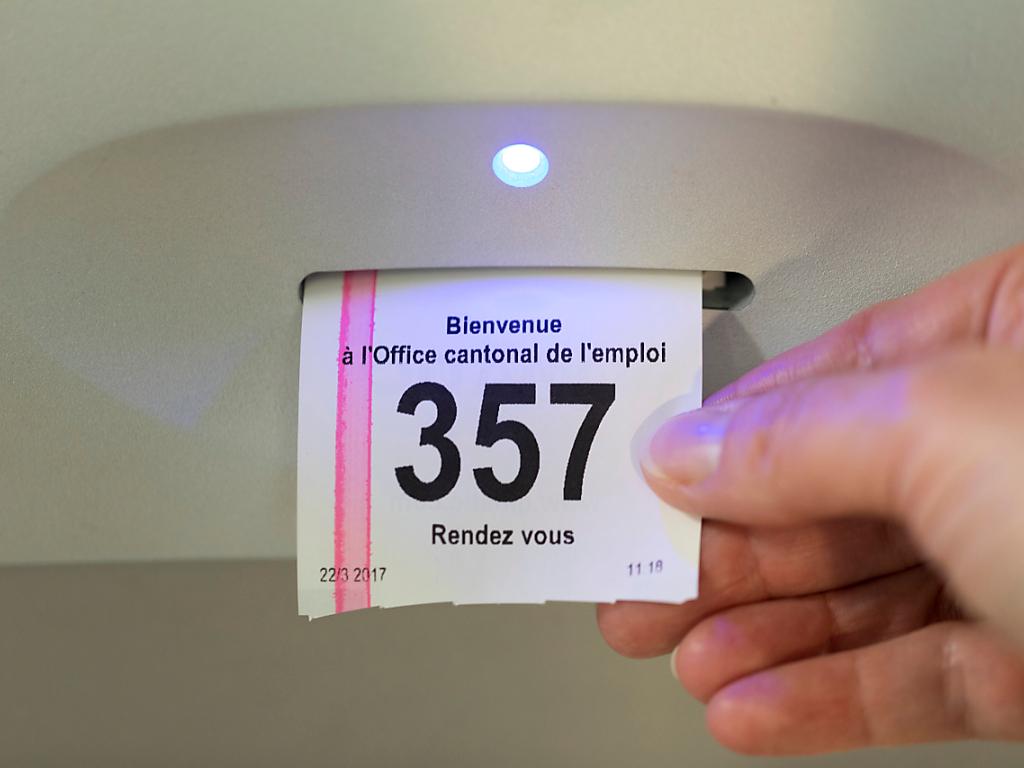 Bienvenue
à l'Office cantonal de l'emploi
357
Rendez vous
22/3 2017 11 18